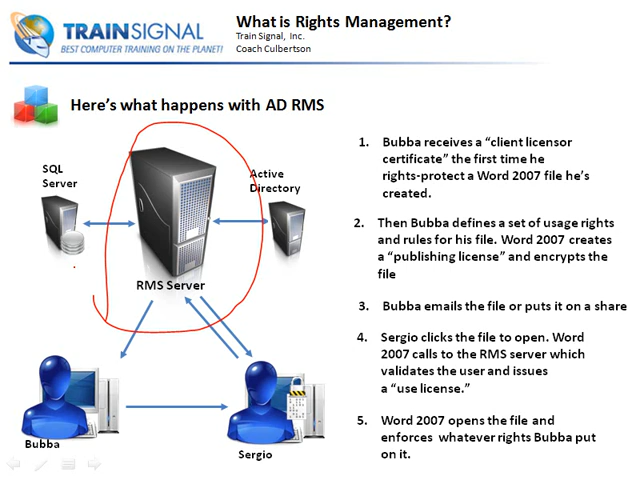 TRAINSIGNAL
BEST COMPUTER TRAINING ON THE PLANET!
What is Rights Management?
Train Signal, Inc.
Coach Culbertson
Here's what happens with AD RMS
SQL
Server
Active
Directory
RMS Server
Bubba
Sergio
1. Bubba receives a "client licensor
certificate" the first time he
rights-protect a Word 2007 file he's
created.
2. Then Bubba defines a set of usage rights
and rules for his file. Word 2007 creates
a "publishing license" and encrypts the
file
3. Bubba emails the file or puts it on a share
4. Sergio clicks the file to open. Word
2007 calls to the RMS server which
validates the user and issues
a "use license."
5. Word 2007 opens the file and
enforces whatever rights Bubba put
on it.